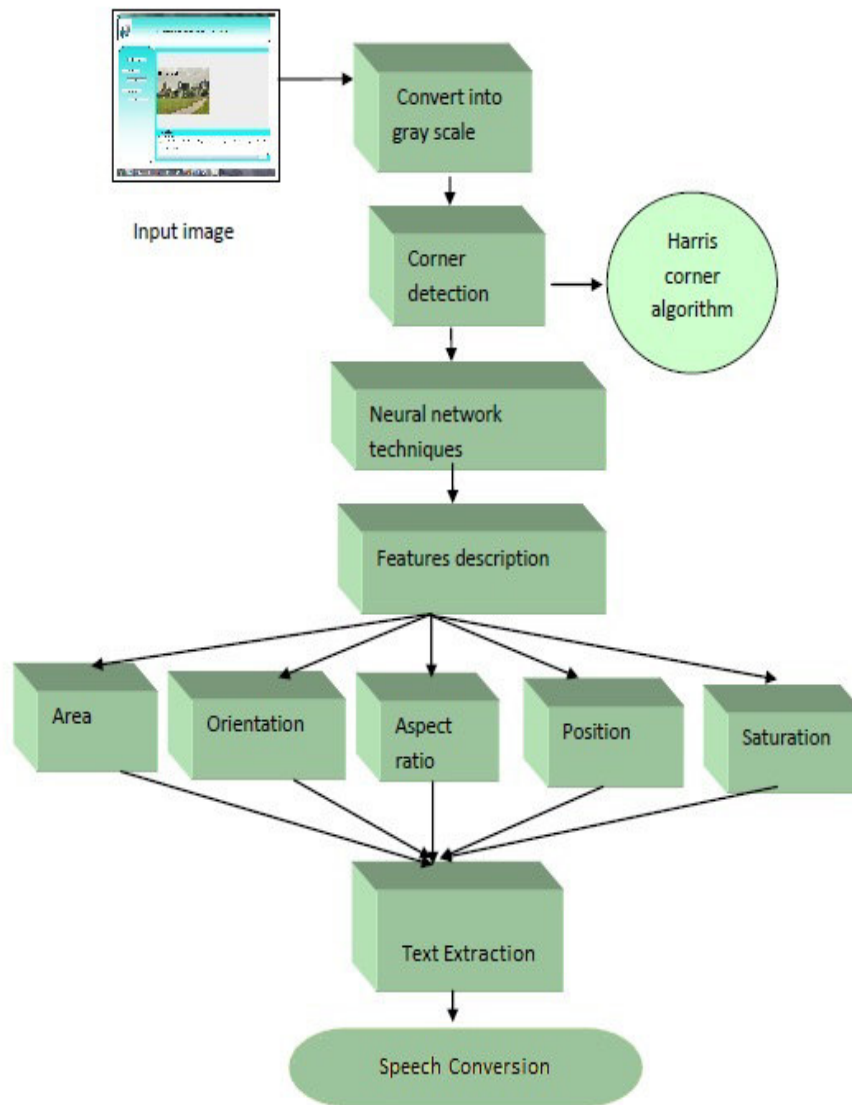 Convert into
gray scale
Input image
Corner
detection
Harris
corner
algorithm
Neural network
techniques
Features description
Area
Orientation
Aspect
ratio
Position
Saturation
Text Extraction
Speech Conversion